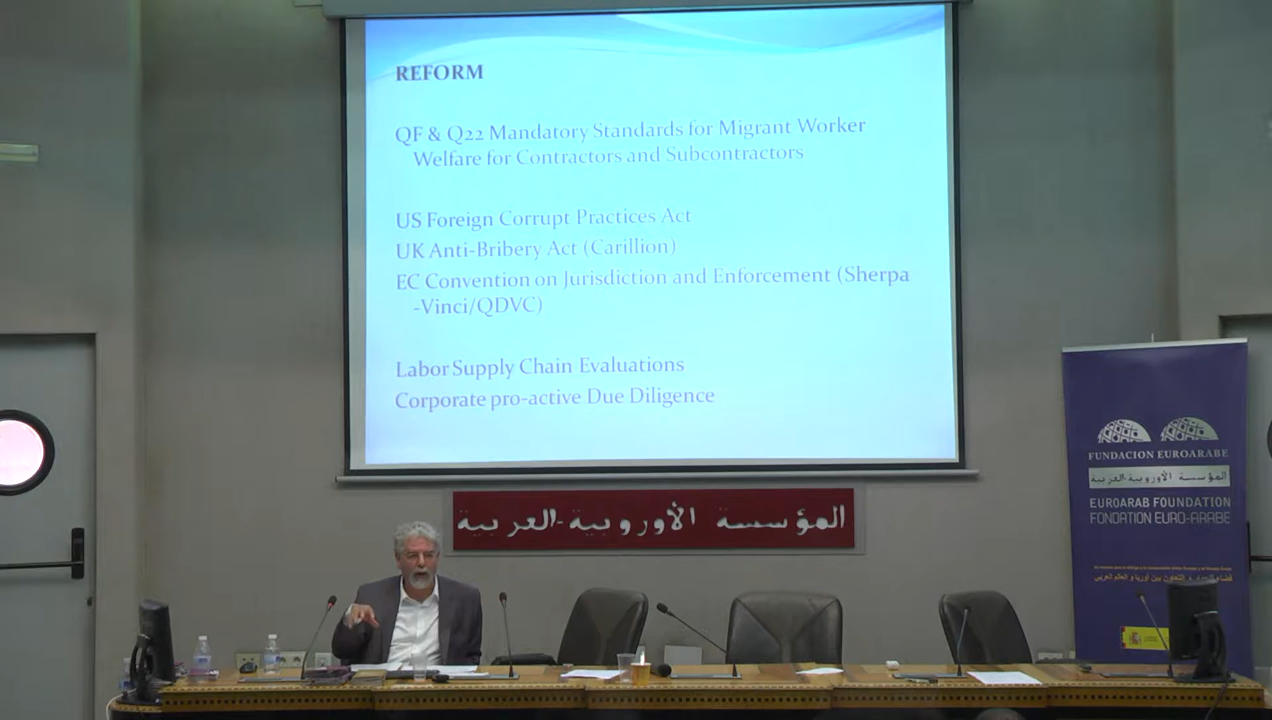 REFORM
QF & Q22 Mandatory Standards for Migrant Worker
Welfare for Contractors and Subcontractors
US Foreign Corrupt Practices Act
UK Anti-Bribery Act (Carillion)
EC Convention on Jurisdiction and Enforcement (Sherpa
-Vinci/QDVC)
Labor Supply Chain Evaluations
Corporate pro-active Due Diligence
المؤسسة الأوروبية-العربية
FUNDACION EUROARABE
المؤسسة الأوروبية-العربية
EUROARAB FOUNDATION
FONDATION EURO-ARABE